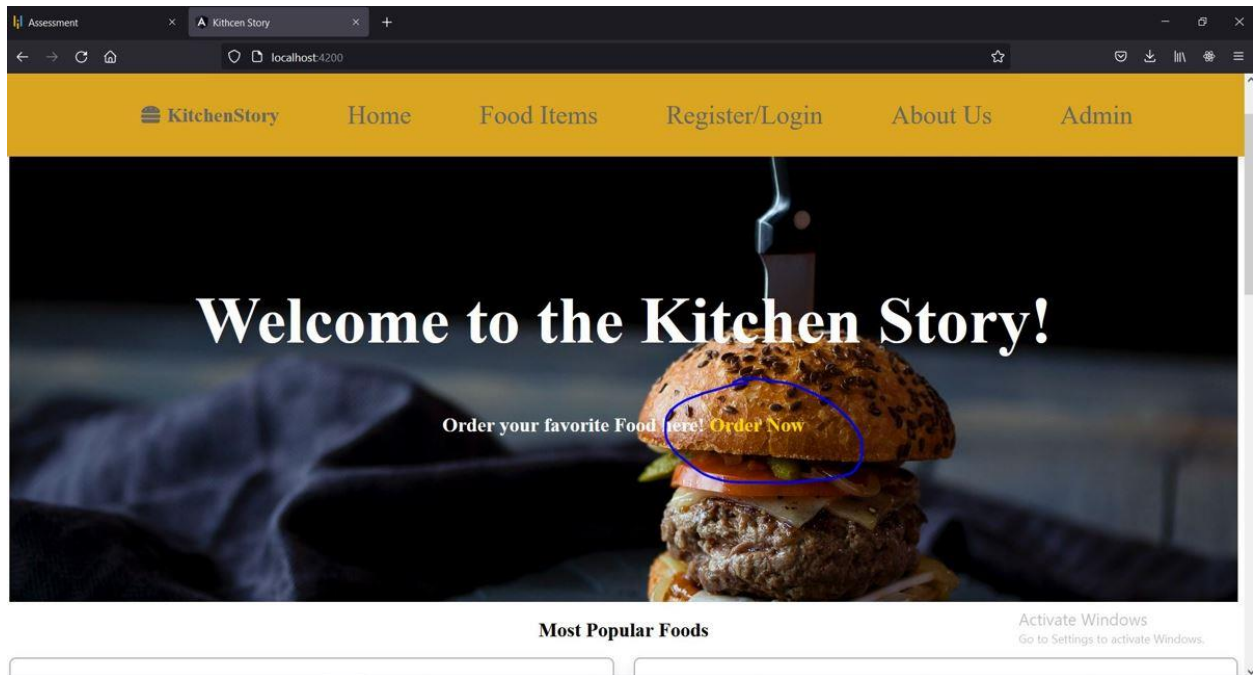 Assessment
Kithcen Story
localhost:4200
KitchenStory Home Food Items Register/Login About Us Admin
Welcome to the Kitchen Story!
Order your favorite Food here! Order Now
Most Popular Foods
Activate Windows
Go to Settings to activate Windows.